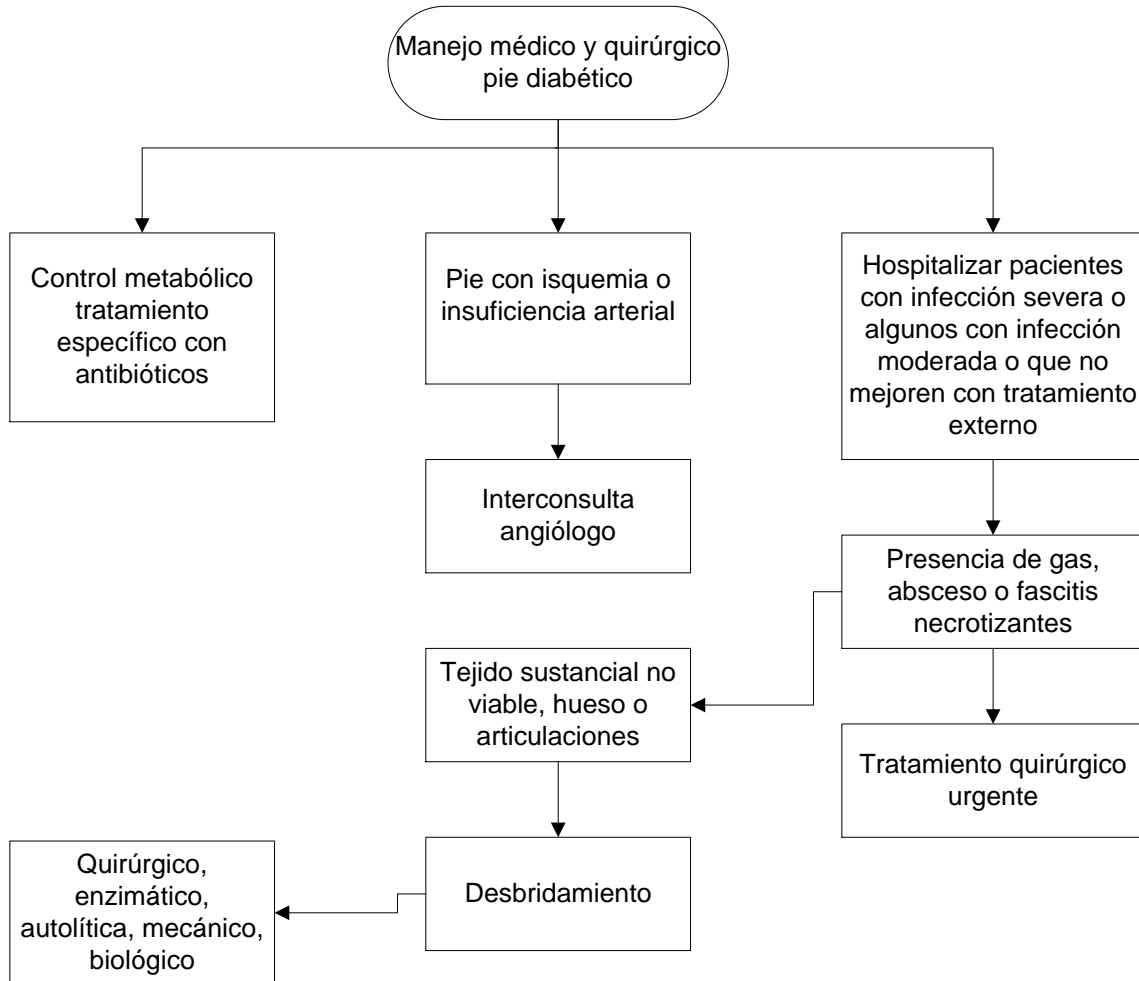 Manejo médico y quirúrgico
pie diabético
Control metabólico
tratamiento
específico con
antibióticos
Pie con isquemia o
insuficiencia arterial
Hospitalizar pacientes
con infección severa o
algunos con infección
moderada o que no
mejoren con tratamiento
externo
Interconsulta
angiólogo
Presencia de gas,
absceso o fascitis
necrotizantes
Tejido sustancial no
viable, hueso o
articulaciones
Tratamiento quirúrgico
urgente
Desbridamiento
Quirúrgico,
enzimático,
autolítica, mecánico,
biológico